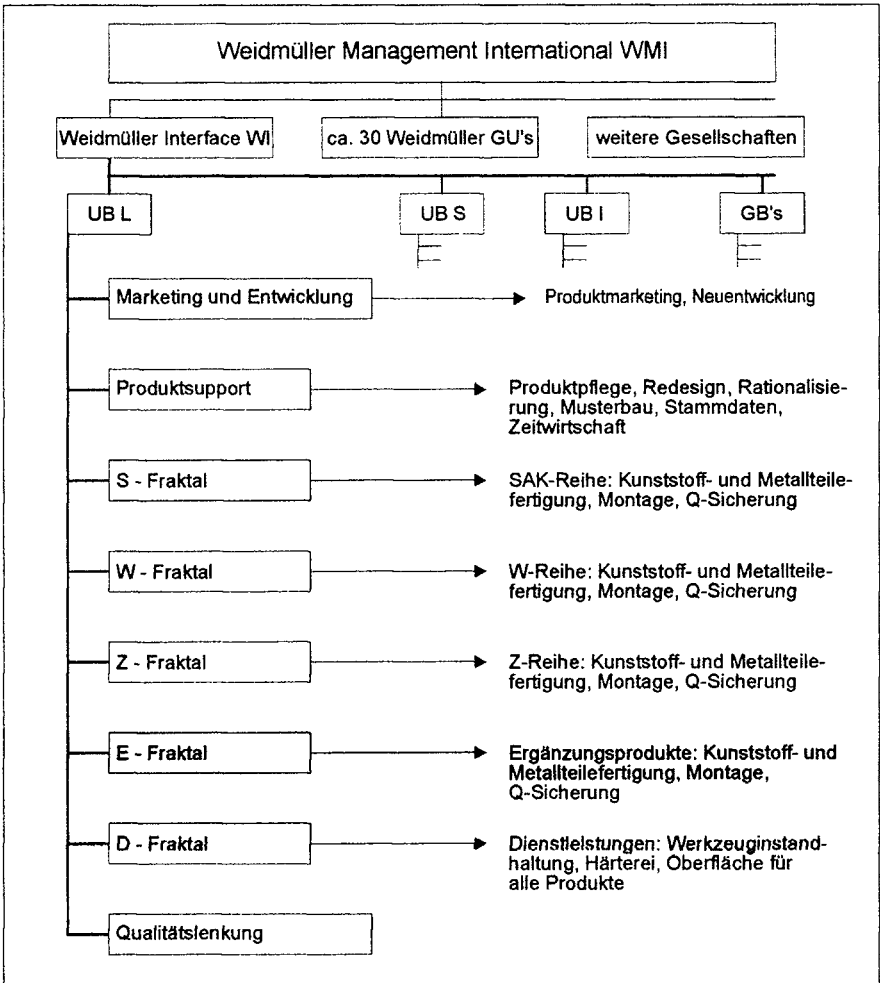 Weidmüller Management International WMI
Weidmüller Interface WI
ca. 30 Weidmüller GU's
weitere Gesellschaften
UB L
UB S
UB I
GB's
Marketing und Entwicklung
Produktmarketing, Neuentwicklung
Produktsupport
Produktpflege, Redesign, Rationalisie-
rung, Musterbau, Stammdaten,
Zeitwirtschaft
S - Fraktal
SAK-Reihe: Kunststoff- und Metallteile-
fertigung, Montage, Q-Sicherung
W - Fraktal
W-Reihe: Kunststoff- und Metallteile-
fertigung, Montage, Q-Sicherung
Z - Fraktal
Z-Reihe: Kunststoff- und Metallteile-
fertigung, Montage, Q-Sicherung
E - Fraktal
Ergänzungsprodukte: Kunststoff- und
Metallteilefertigung, Montage,
Q-Sicherung
D - Fraktal
Dienstleistungen: Werkzeuginstand-
haltung, Härterei, Oberfläche für
alle Produkte
Qualitätslenkung